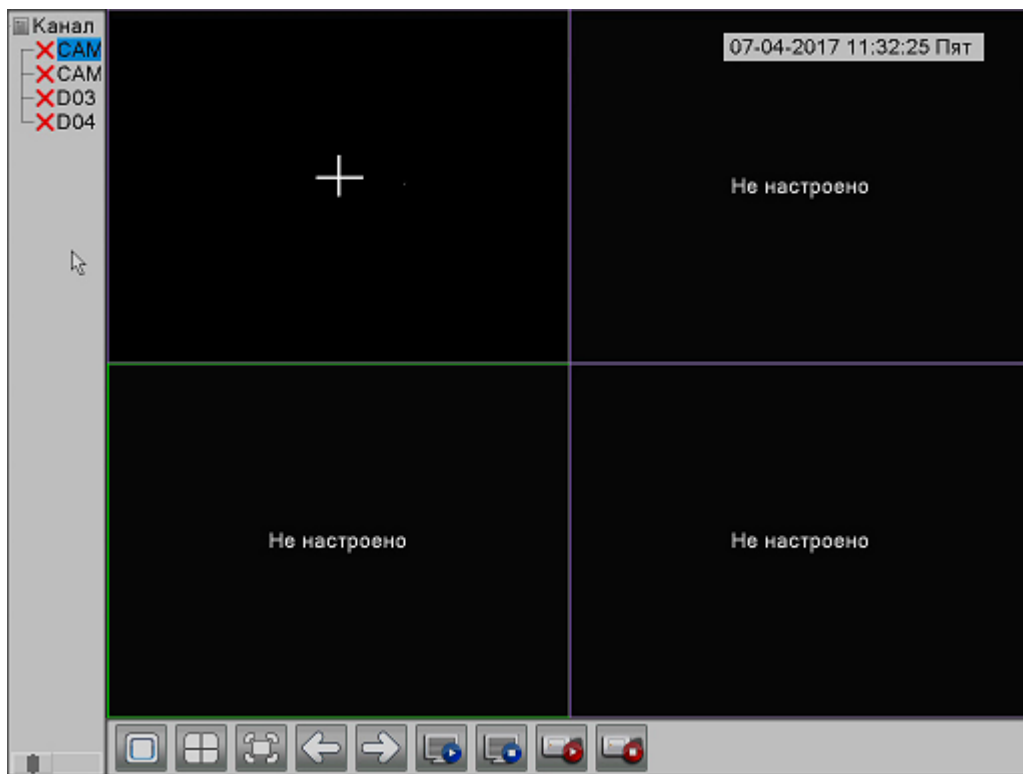 Канал
CAM
CAM
D03
D04
07-04-2017 11:32:25 Пят
Не настроено
Не настроено
Не настроено